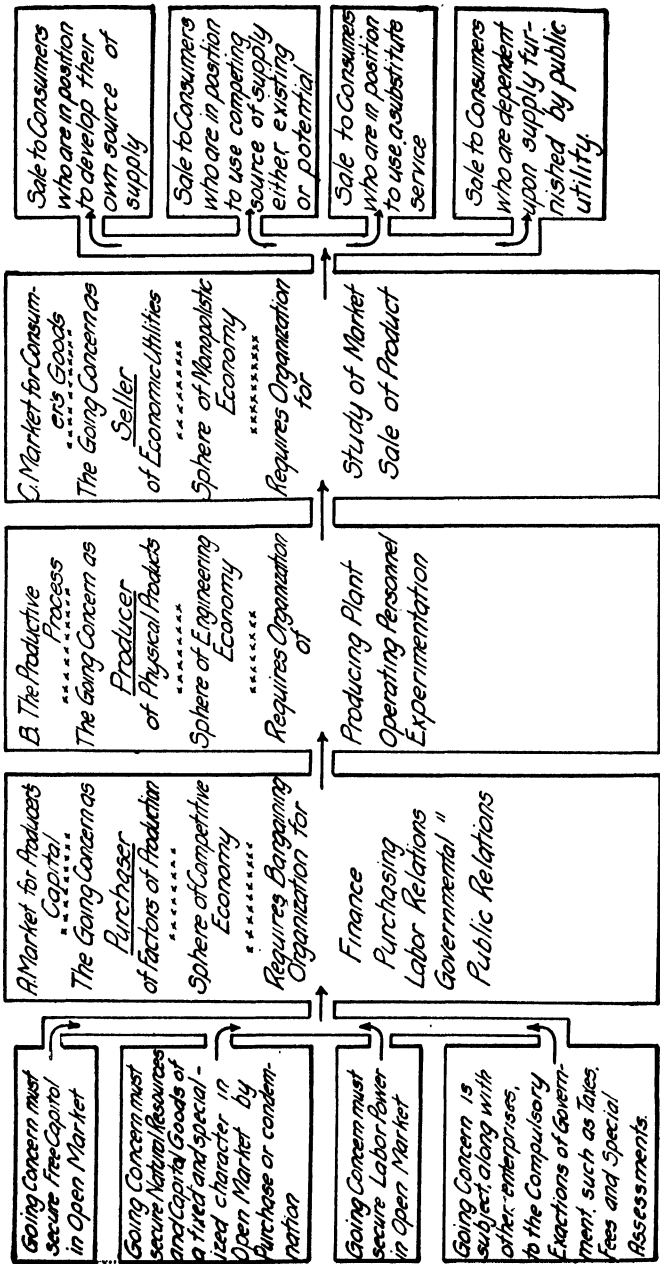 Going Concern must
secure Free Capital
in Open Market
Going Concern must
secure Natural Resources
and Capital Goods of
a fixed and special-
ized character in
Open Market by
Purchase or condem-
nation
Going Concern must
secure Labor Power
in Open Market
Going Concern is
subject, along with
other enterprises,
to the Compulsory
Exactions of Govern-
ment, such as Taxes,
Fees and Special
Assessments.
A. Market for Producer's
Capital
The Going Concern as
Purchaser
of Factors of Production
Sphere of Competitive
Economy
Requires Bargaining
Organization for
Finance
Purchasing
Labor Relations
Governmental "
Public Relations
B. The Productive
Process
The Going Concern as
Producer
of Physical Products
Sphere of Engineering
Economy
Requires Organization
of
Producing Plant
Operating Personnel
Experimentation
C. Market for Consum-
er's Goods
The Going Concern as
Seller
of Economic Utilities
Sphere of Monopolistic
Economy
Requires Organization
for
Study of Market
Sale of Product
Sale to Consumers
who are in position
to develop their
own source of
supply
Sale to Consumers
who are in position
to use competing
source of supply
either existing
or potential
Sale to Consumes
who are in position
to use a substitute
service
Sale to Consumers
who are dependent
upon supply fur-
nished by public
utility.